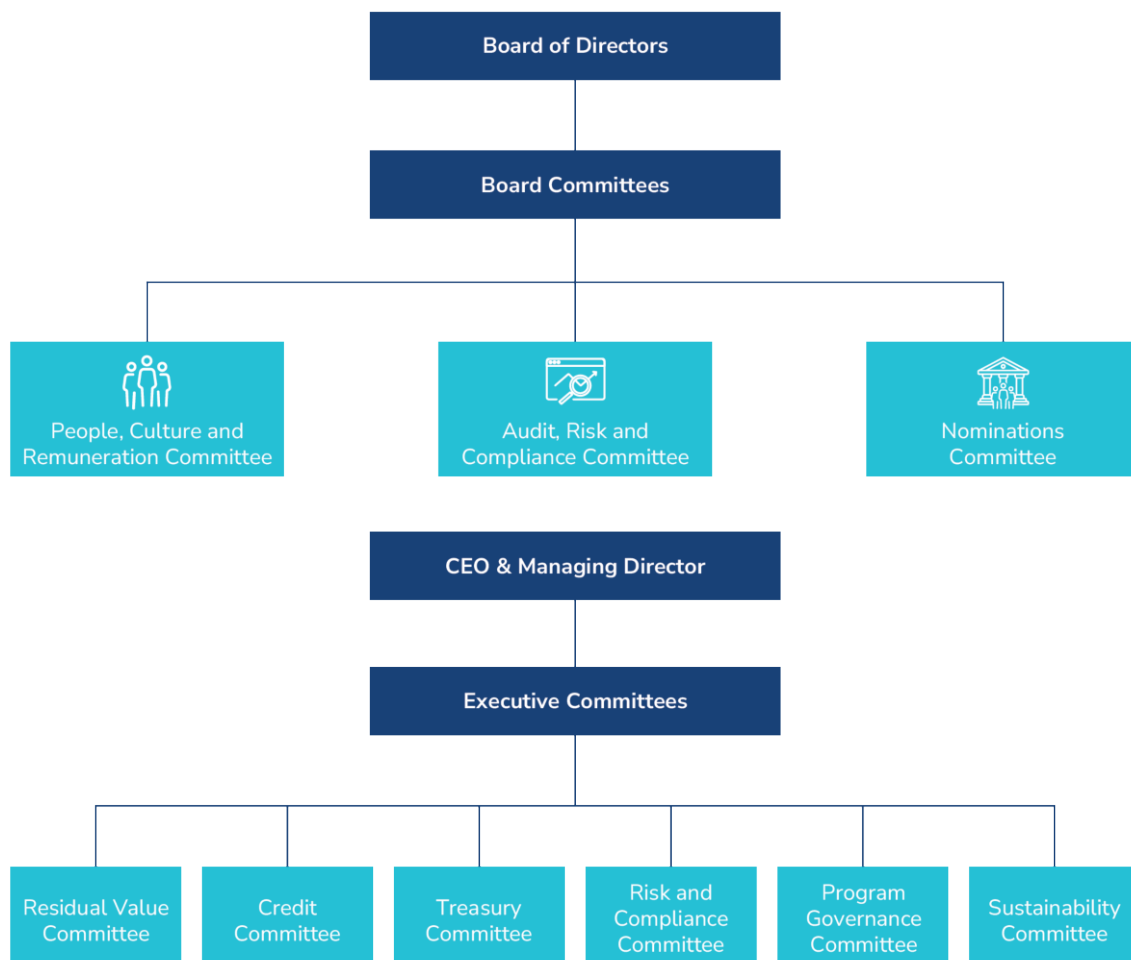 Board of Directors
Board Committees
People, Culture and
Remuneration Committee
Audit, Risk and
Compliance Committee
Nominations
Committee
CEO & Managing Director
Executive Committees
Residual Value
Committee
Credit
Committee
Treasury
Committee
Risk and
Compliance
Committee
Program
Governance
Committee
Sustainability
Committee